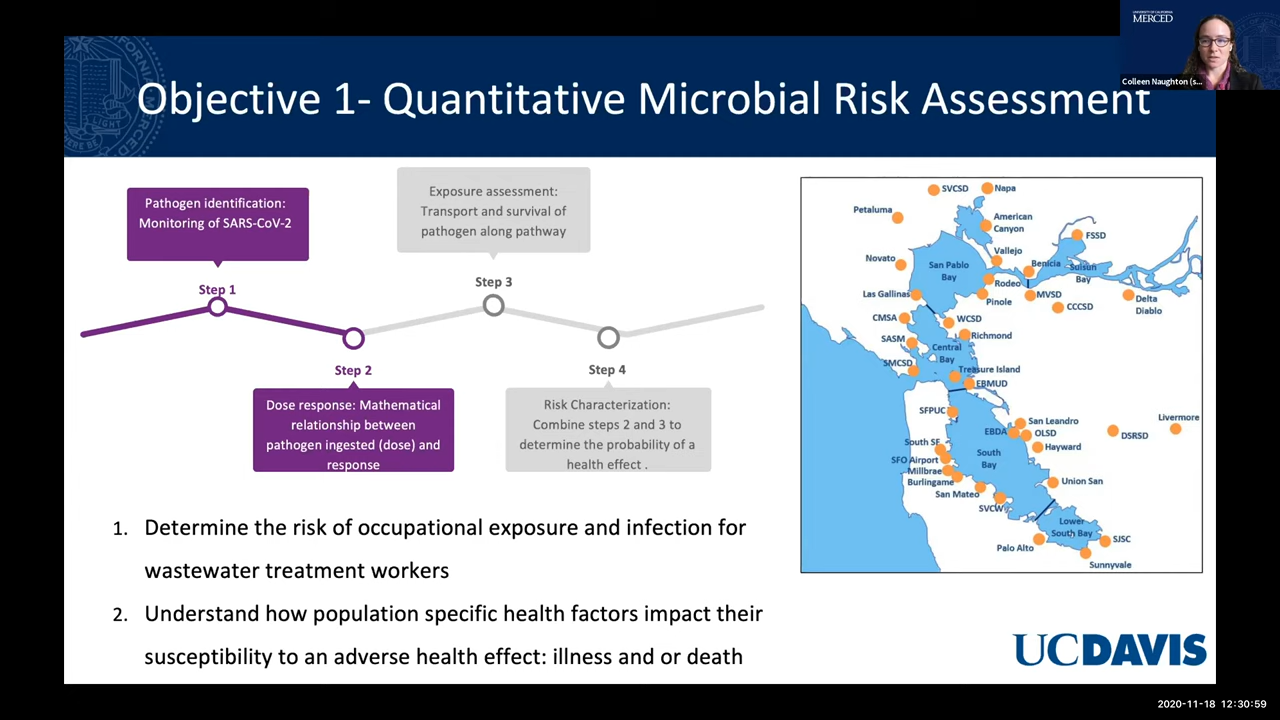 UNIVERSITY OF CALIFORNIA
MERCED
Colleen Naughton (s...
Objective 1- Quantitative Microbial Risk Assessment
Pathogen identification:
Monitoring of SARS-CoV-2
Step 1
Exposure assessment:
Transport and survival of
pathogen along pathway
Step 3
Step 2
Dose response: Mathematical
relationship between
pathogen ingested (dose) and
response
Step 4
Risk Characterization:
Combine steps 2 and 3 to
determine the probability of a
health effect .
1. Determine the risk of occupational exposure and infection for
wastewater treatment workers
2. Understand how population specific health factors impact their
susceptibility to an adverse health effect: illness and or death
SVCSD
Napa
Petaluma
American
Canyon
FSSD
Vallejo
Novato
San Pablo
Bay
Benicia
Suisun
Bay
Rodeo
Las Gallinas
Pinole
MVSD
CCCSD
Delta
Diablo
CMSA
WCSD
SASM
Richmond
Central
Bay
SMCSD
Treasure Island
EBMUD
SFPUC
San Leandro
EBDA
OLSD
Livermore
DSRSD
South SF
Hayward
SFO Airport
South
Bay
Millbrae
Burlingame
San Mateo
Union San
SVCW
Lower
South Bay
Palo Alto
SJSC
Sunnyvale
UCDAVIS
2020-11-18 12:30:59